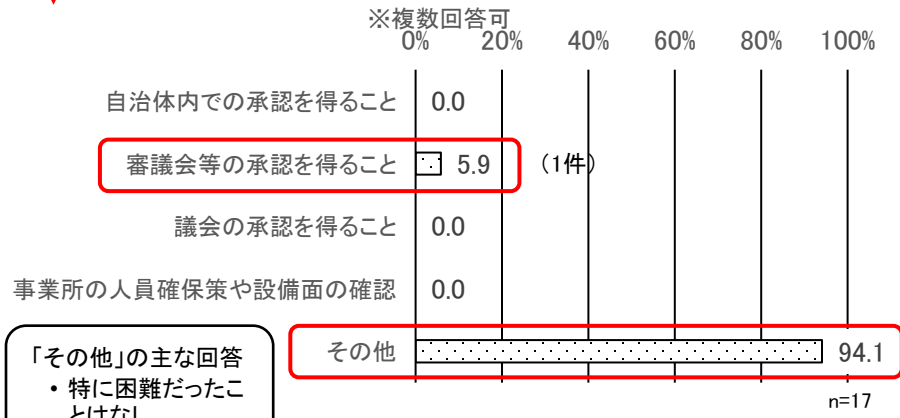 ※複数回答可
0% 20% 40% 60% 80% 100%
自治体内での承認を得ること 0.0
審議会等の承認を得ること 5.9 (1件)
議会の承認を得ること 0.0
事業所の人員確保策や設備面の確認 0.0
その他 94.1
n=17
「その他」の主な回答
• 特に困難だったこ
とはなし